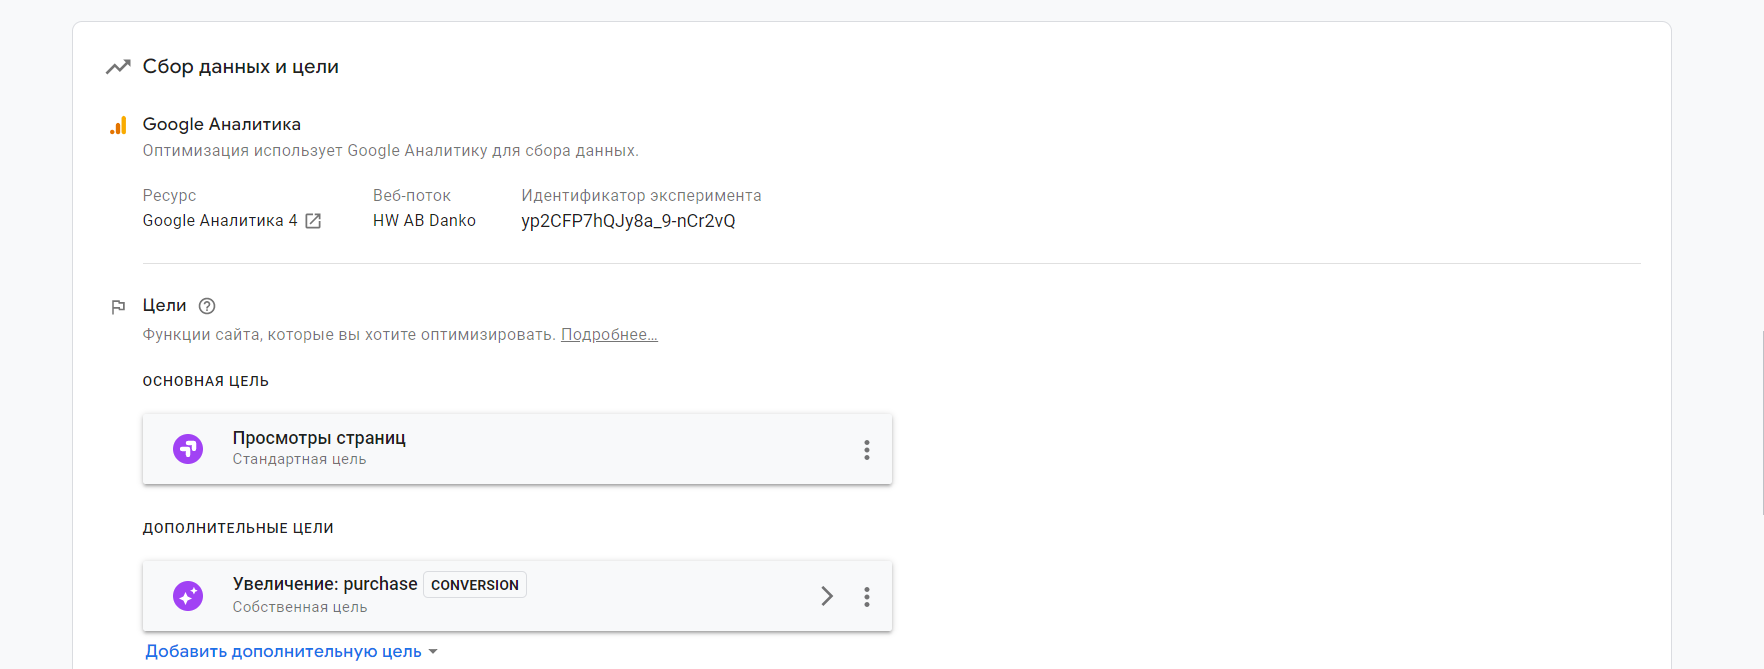 Сбор данных и цели
Google Аналитика
Оптимизация использует Google Аналитику для сбора данных.
Ресурс Веб-поток Идентификатор эксперимента
Google Аналитика 4 HW AB Danko yp2CFP7hQJy8a_9-nCr2vQ
Цели
Функции сайта, которые вы хотите оптимизировать. Подробнее…
ОСНОВНАЯ ЦЕЛЬ
Просмотры страниц
Стандартная цель
ДОПОЛНИТЕЛЬНЫЕ ЦЕЛИ
Увеличение: purchase CONVERSION
Собственная цель
Добавить дополнительную цель